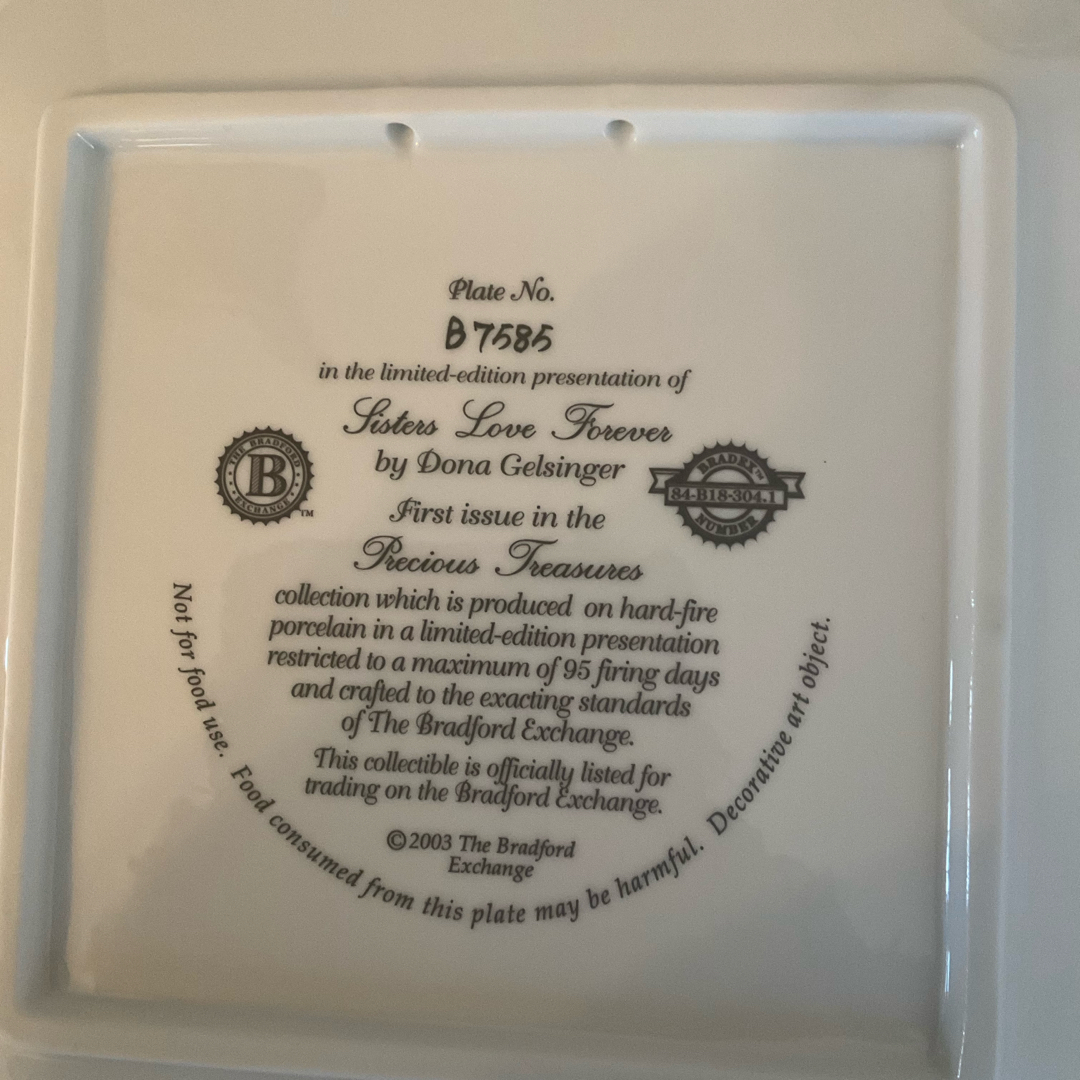 Plate No.
B7585
in the limited-edition presentation of
Sisters Love Forever
by Dona Gelsinger
First issue in the
Precious Treasures
collection which is produced on hard-fire
porcelain in a limited-edition presentation
restricted to a maximum of 95 firing days
and crafted to the exacting standards
of The Bradford Exchange.
This collectible is officially listed for
trading on the Bradford Exchange.
©2003 The Bradford
Exchange
THE BRADFORD
B
EXCHANGE
TM
BRADEX™
84-B18-304.1
NUMBER
Not for food use. Food consumed from this plate may be harmful. Decorative art object.